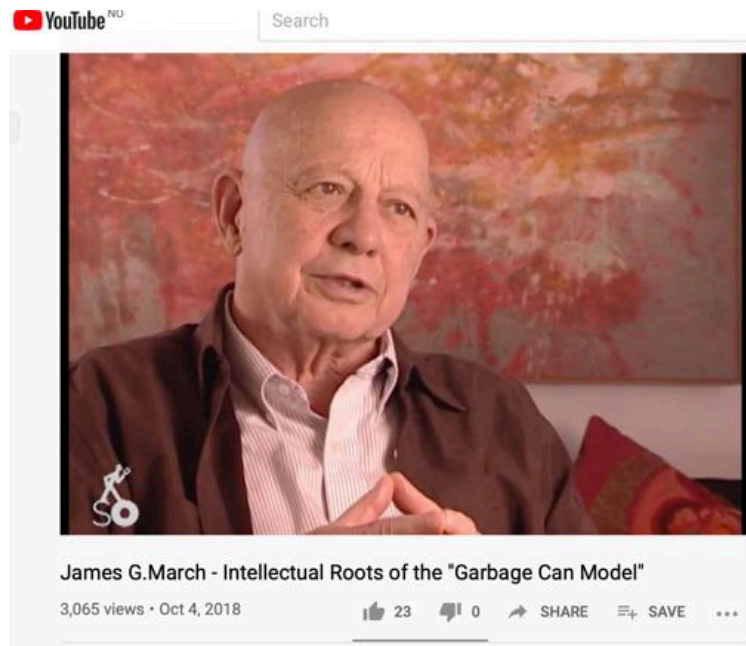 YouTube NO
Search
SO
James G.March - Intellectual Roots of the "Garbage Can Model"
3,065 views • Oct 4, 2018
23 0 SHARE SAVE